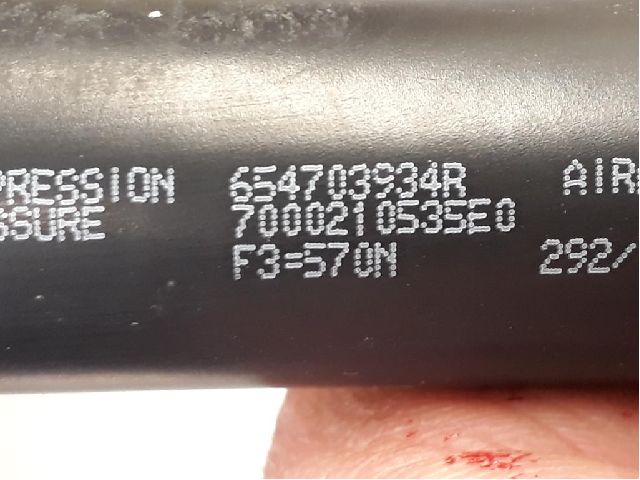 PRESSION 654703934R AIR
SSURE 7000210535E0
F3=570N 292/